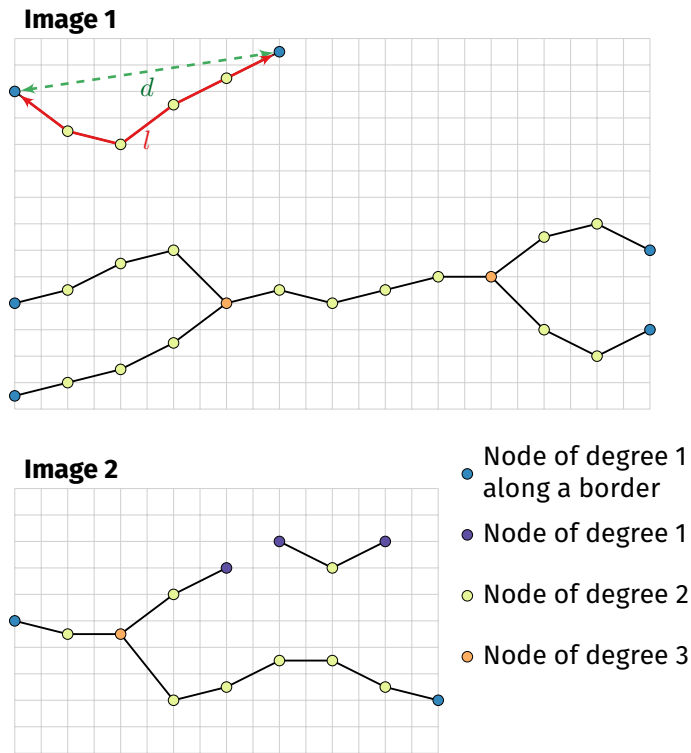 Image 1
d
l
Image 2
Node of degree 1
along a border
Node of degree 1
Node of degree 2
Node of degree 3